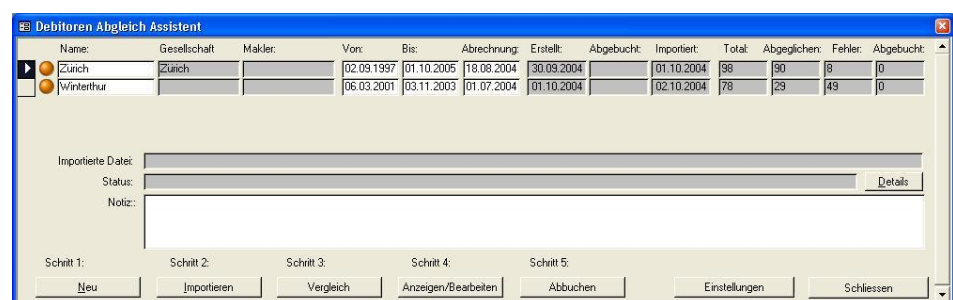 Debitoren Abgleich Assistent
Name: Gesellschaft Makler: Von: Bis: Abrechnung: Erstellt: Abgebucht: Importiert: Total: Abgeglichen: Fehler: Abgebucht:
Zürich Zürich 02.09.1997 01.10.2005 18.08.2004 30.09.2004 01.10.2004 98 90 8 0
Winterthur 06.03.2001 03.11.2003 01.07.2004 01.10.2004 02.10.2004 78 29 49 0
Importierte Datei:
Status: Details
Notiz::
Schritt 1: Schritt 2: Schritt 3: Schritt 4: Schritt 5:
Neu Importieren Vergleich Anzeigen/Bearbeiten Abbuchen Einstellungen Schliessen